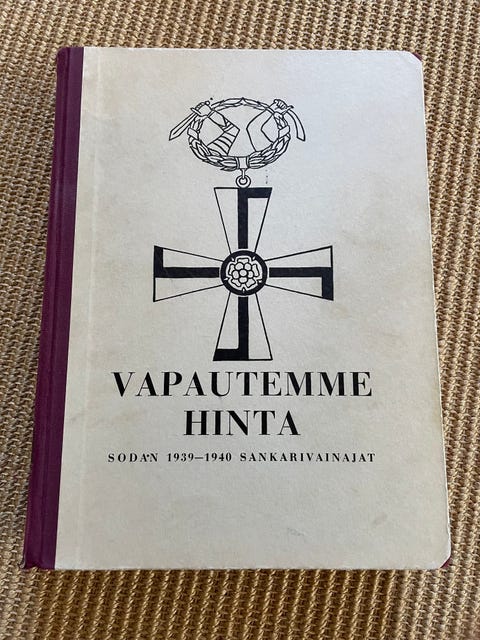 VAPAUTEMME
HINTA
SODAN 1939—1940 SANKARIVAINAJAT